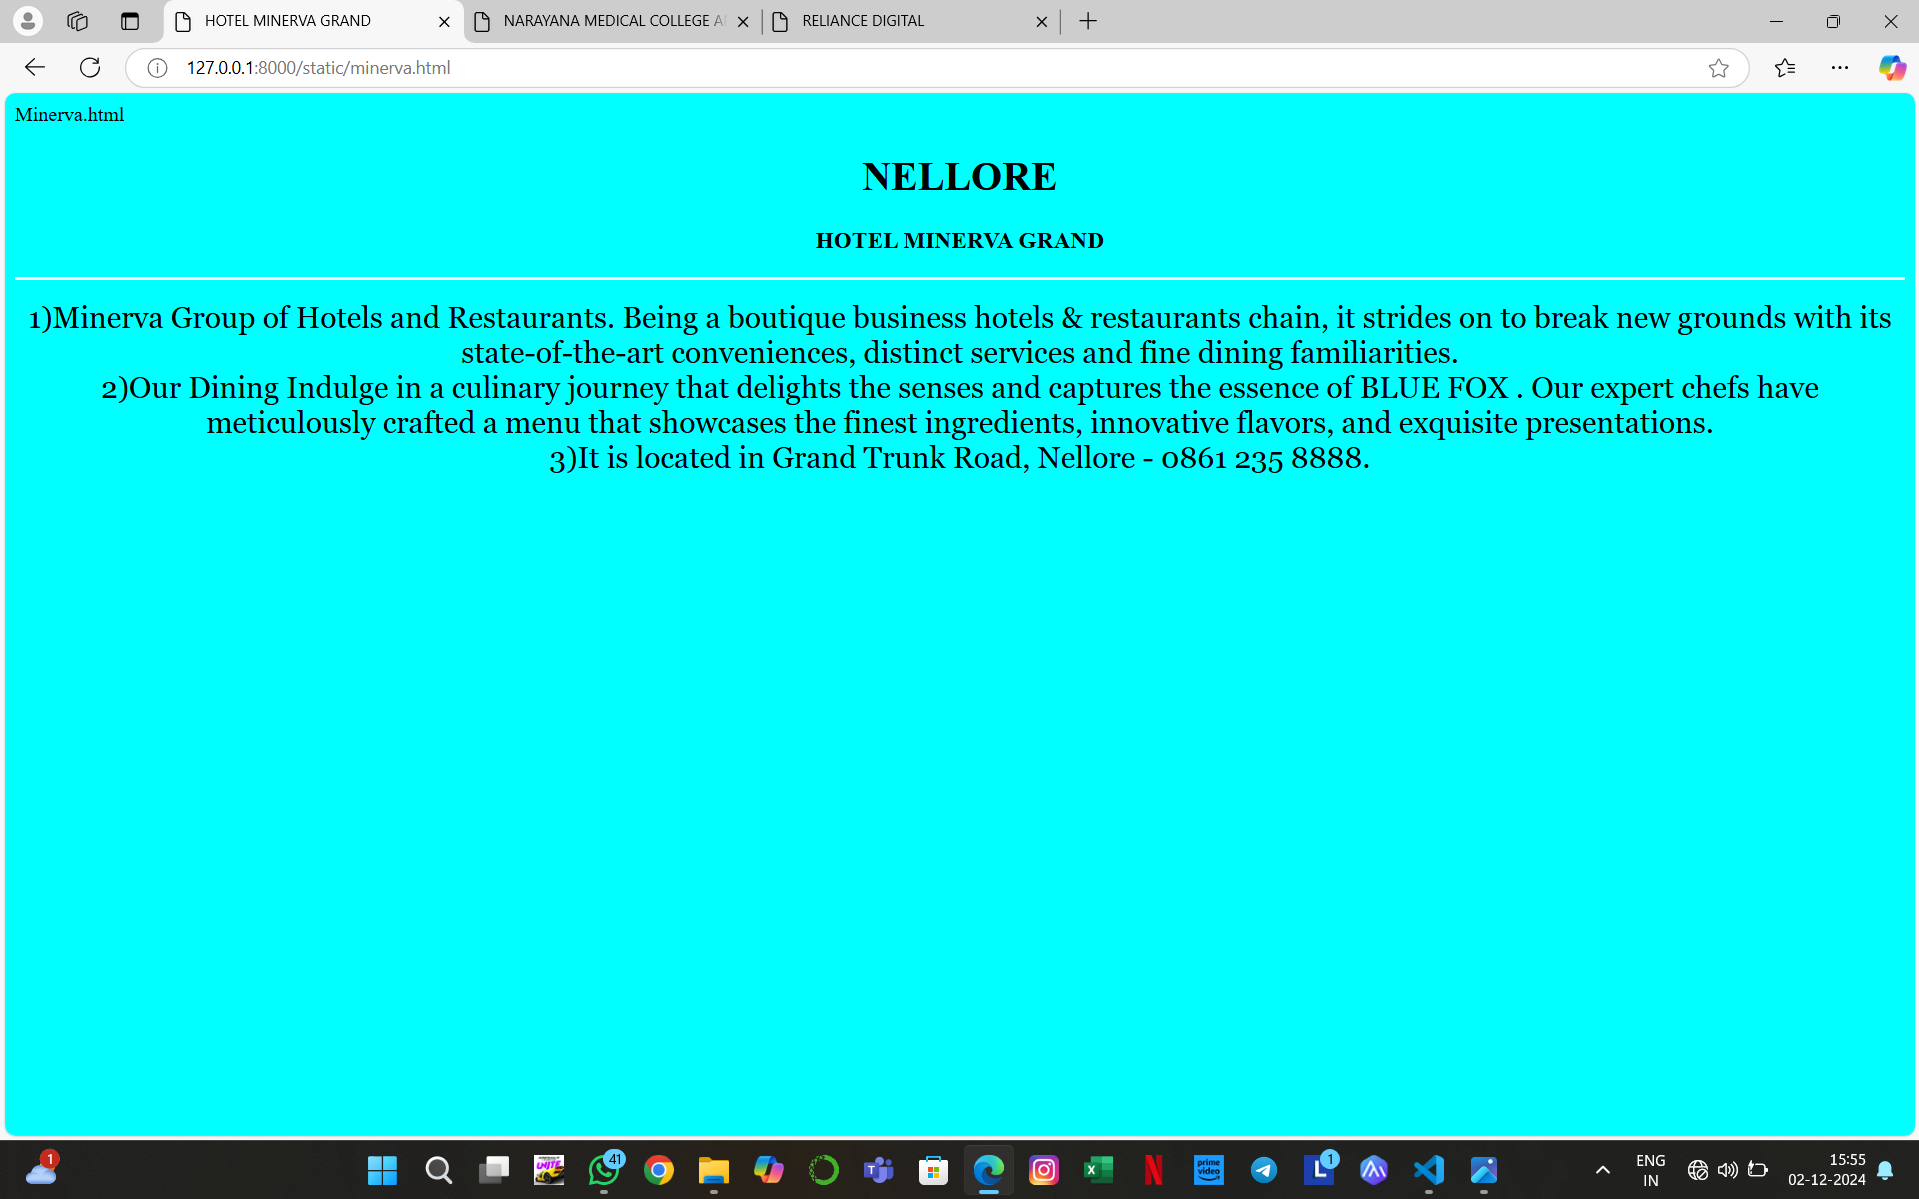 HOTEL MINERVA GRAND
NARAYANA MEDICAL COLLEGE
RELIANCE DIGITAL
127.0.0.1:8000/static/minerva.html
Minerva.html
NELLORE
HOTEL MINERVA GRAND
1)Minerva Group of Hotels and Restaurants. Being a boutique business hotels & restaurants chain, it strides on to break new grounds with its
state-of-the-art conveniences, distinct services and fine dining familiarities.
2)Our Dining Indulge in a culinary journey that delights the senses and captures the essence of BLUE FOX . Our expert chefs have
meticulously crafted a menu that showcases the finest ingredients, innovative flavors, and exquisite presentations.
3)It is located in Grand Trunk Road, Nellore - 0861 235 8888.
1
UNITE
41
T
X
N
prime video
L
1
ENG
IN
15:55
02-12-2024